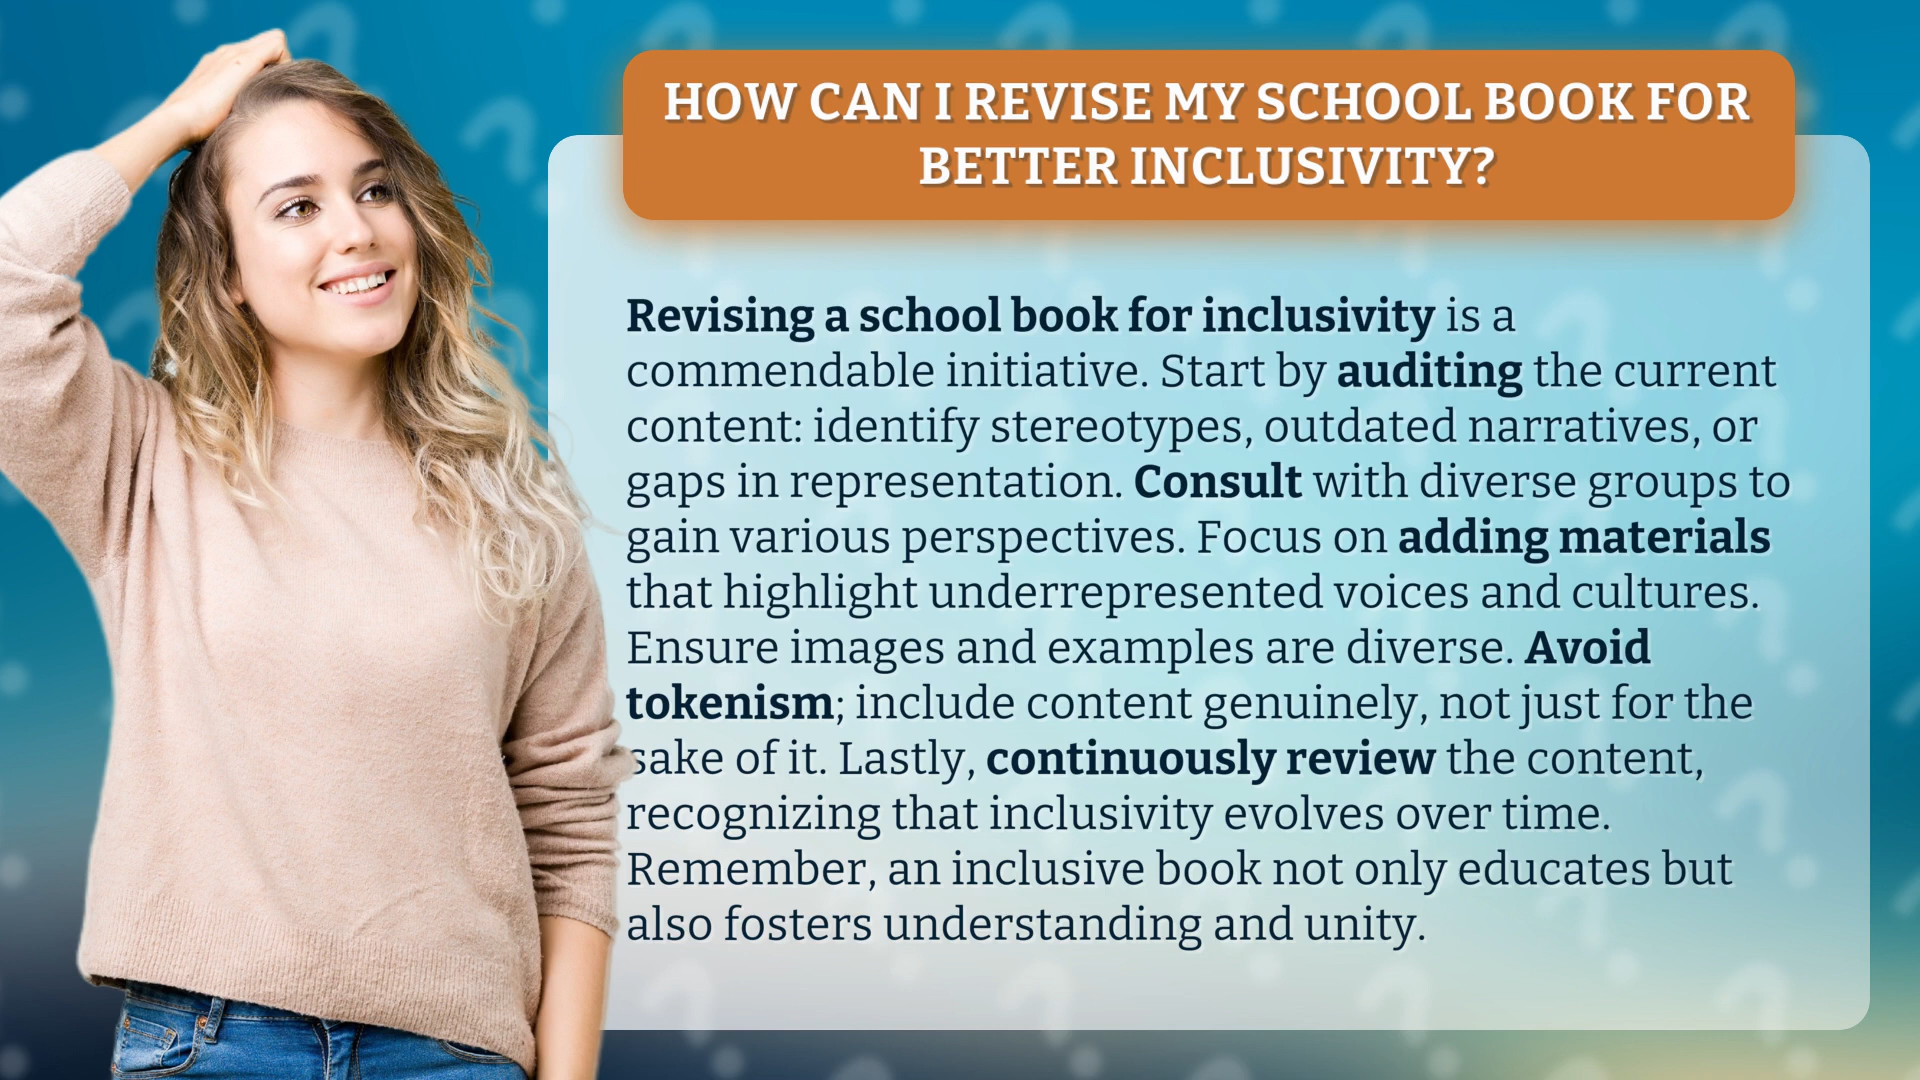 HOW CAN I REVISE MY SCHOOL BOOK FOR
BETTER INCLUSIVITY?
Revising a school book for inclusivity is a
commendable initiative. Start by auditing the current
content: identify stereotypes, outdated narratives, or
gaps in representation. Consult with diverse groups to
gain various perspectives. Focus on adding materials
that highlight underrepresented voices and cultures.
Ensure images and examples are diverse. Avoid
tokenism; include content genuinely, not just for the
sake of it. Lastly, continuously review the content,
recognizing that inclusivity evolves over time.
Remember, an inclusive book not only educates but
also fosters understanding and unity.